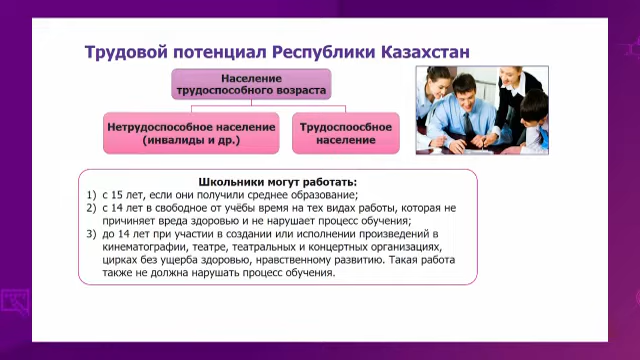 Трудовой потенциал Республики Казахстан
Население
трудоспособного возраста
Нетрудоспособное население
(инвалиды и др.)
Трудоспоосбное
население
Школьники могут работать:
1) с 15 лет, если они получили среднее образование;
2) с 14 лет в свободное от учёбы время на тех видах работы, которая не
причиняет вреда здоровью и не нарушает процесс обучения;
3) до 14 лет при участии в создании или исполнении произведений в
кинематографии, театре, театральных и концертных организациях,
цирках без ущерба здоровью, нравственному развитию. Такая работа
также не должна нарушать процесс обучения.